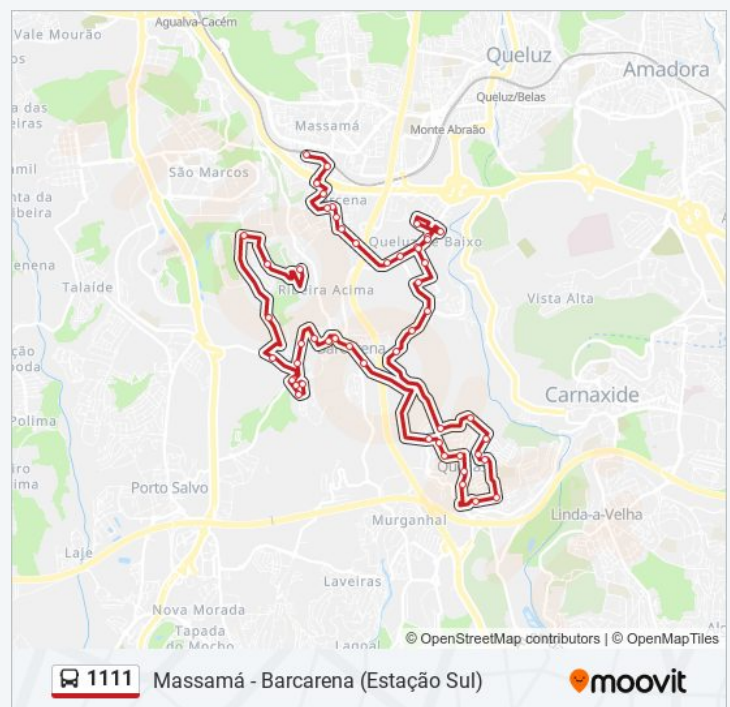 Agualva-Cacém
Vale Mourão
Queluz
Amadora
Queluz/Belas
Massamá
Monte Abraão
São Marcos
Queluz de Baixo
Talaíde
Ribeira Acima
Vista Alta
Barcarena
Carnaxide
Porto Salvo
Murganhal
Linda-a-Velha
Laje
Laveiras
Nova Morada
Tapada
do Mocho
Lagoal
© OpenStreetMap contributors | © OpenMapTiles
1111 Massamá - Barcarena (Estação Sul)
moovit